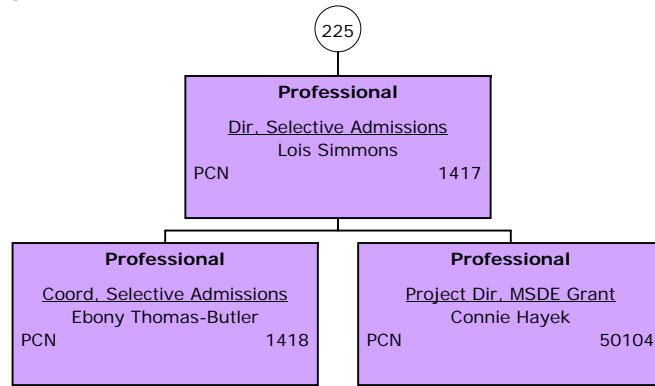 225
Professional
Dir, Selective Admissions
Lois Simmons
PCN 1417
Professional
Coord, Selective Admissions
Ebony Thomas-Butler
PCN 1418
Professional
Project Dir, MSDE Grant
Connie Hayek
PCN 50104